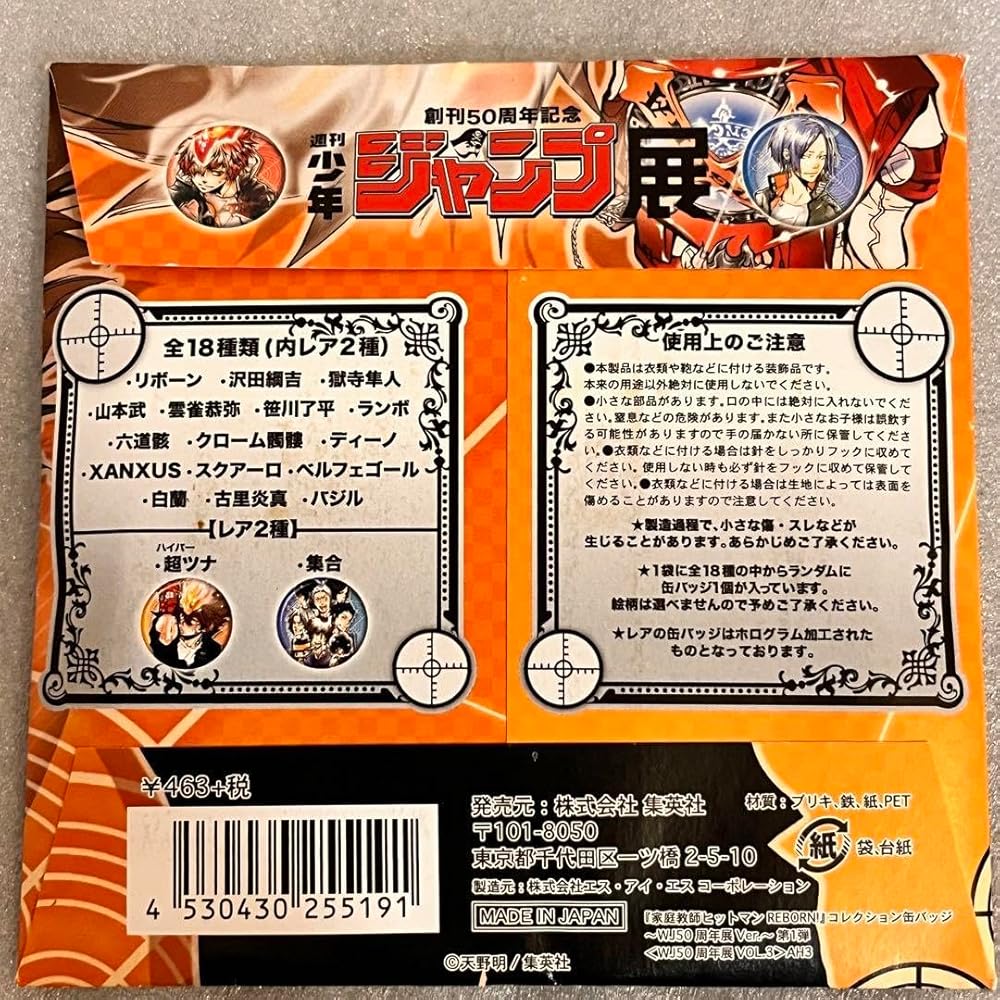 創刊50周年記念
週刊少年ジャンプ展
全18種類(内レア2種)
・リボーン ・沢田綱吉 ・獄寺隼人
・山本武 ・雲雀恭弥 ・笹川了平 ・ランボ
・六道骸 ・クローム髑髏 ・ディーノ
・XANXUS ・スクアーロ ・ベルフェゴール
・白蘭 ・古里炎真 ・バジル
【レア2種】
ハイパー
・超ツナ ・集合
使用上のご注意
●本製品は衣類や鞄などに付ける装飾品です。
本来の用途以外絶対に使用しないでください。
●小さな部品があります。口の中には絶対に入れないでくだ
さい。窒息などの危険があります。また小さなお子様は誤飲す
する可能性がありますので手の届かない所に保管してくださ
い。●衣類などに付ける場合は針をしっかりフックに収めて
ください。使用しない時も必ず針をフックに収めて保管して
ください。●衣類などに付ける場合は生地によっては表面を
傷めることがありますので注意してください。
★製造過程で、小さな傷・スレなどが
生じることがあります。あらかじめご了承ください。
★1袋に全18種の中からランダムに
缶バッジ1個が入っています。
絵柄は選べませんので予めご了承ください。
★レアの缶バッジはホログラム加工された
ものとなっております。
¥463+税
4 530430 255191
発売元:株式会社 集英社
〒101-8050
東京都千代田区一ツ橋 2-5-10
製造元:株式会社エス・アイ・エス コーポレーション
MADE IN JAPAN
材質:ブリキ、鉄、紙、PET
紙 袋、台紙
『家庭教師ヒットマンREBORN!』コレクション缶バッジ
~WJ50周年展Ver.~ 第1弾
<WJ50周年展VOL.3>AH3
©天野明/集英社